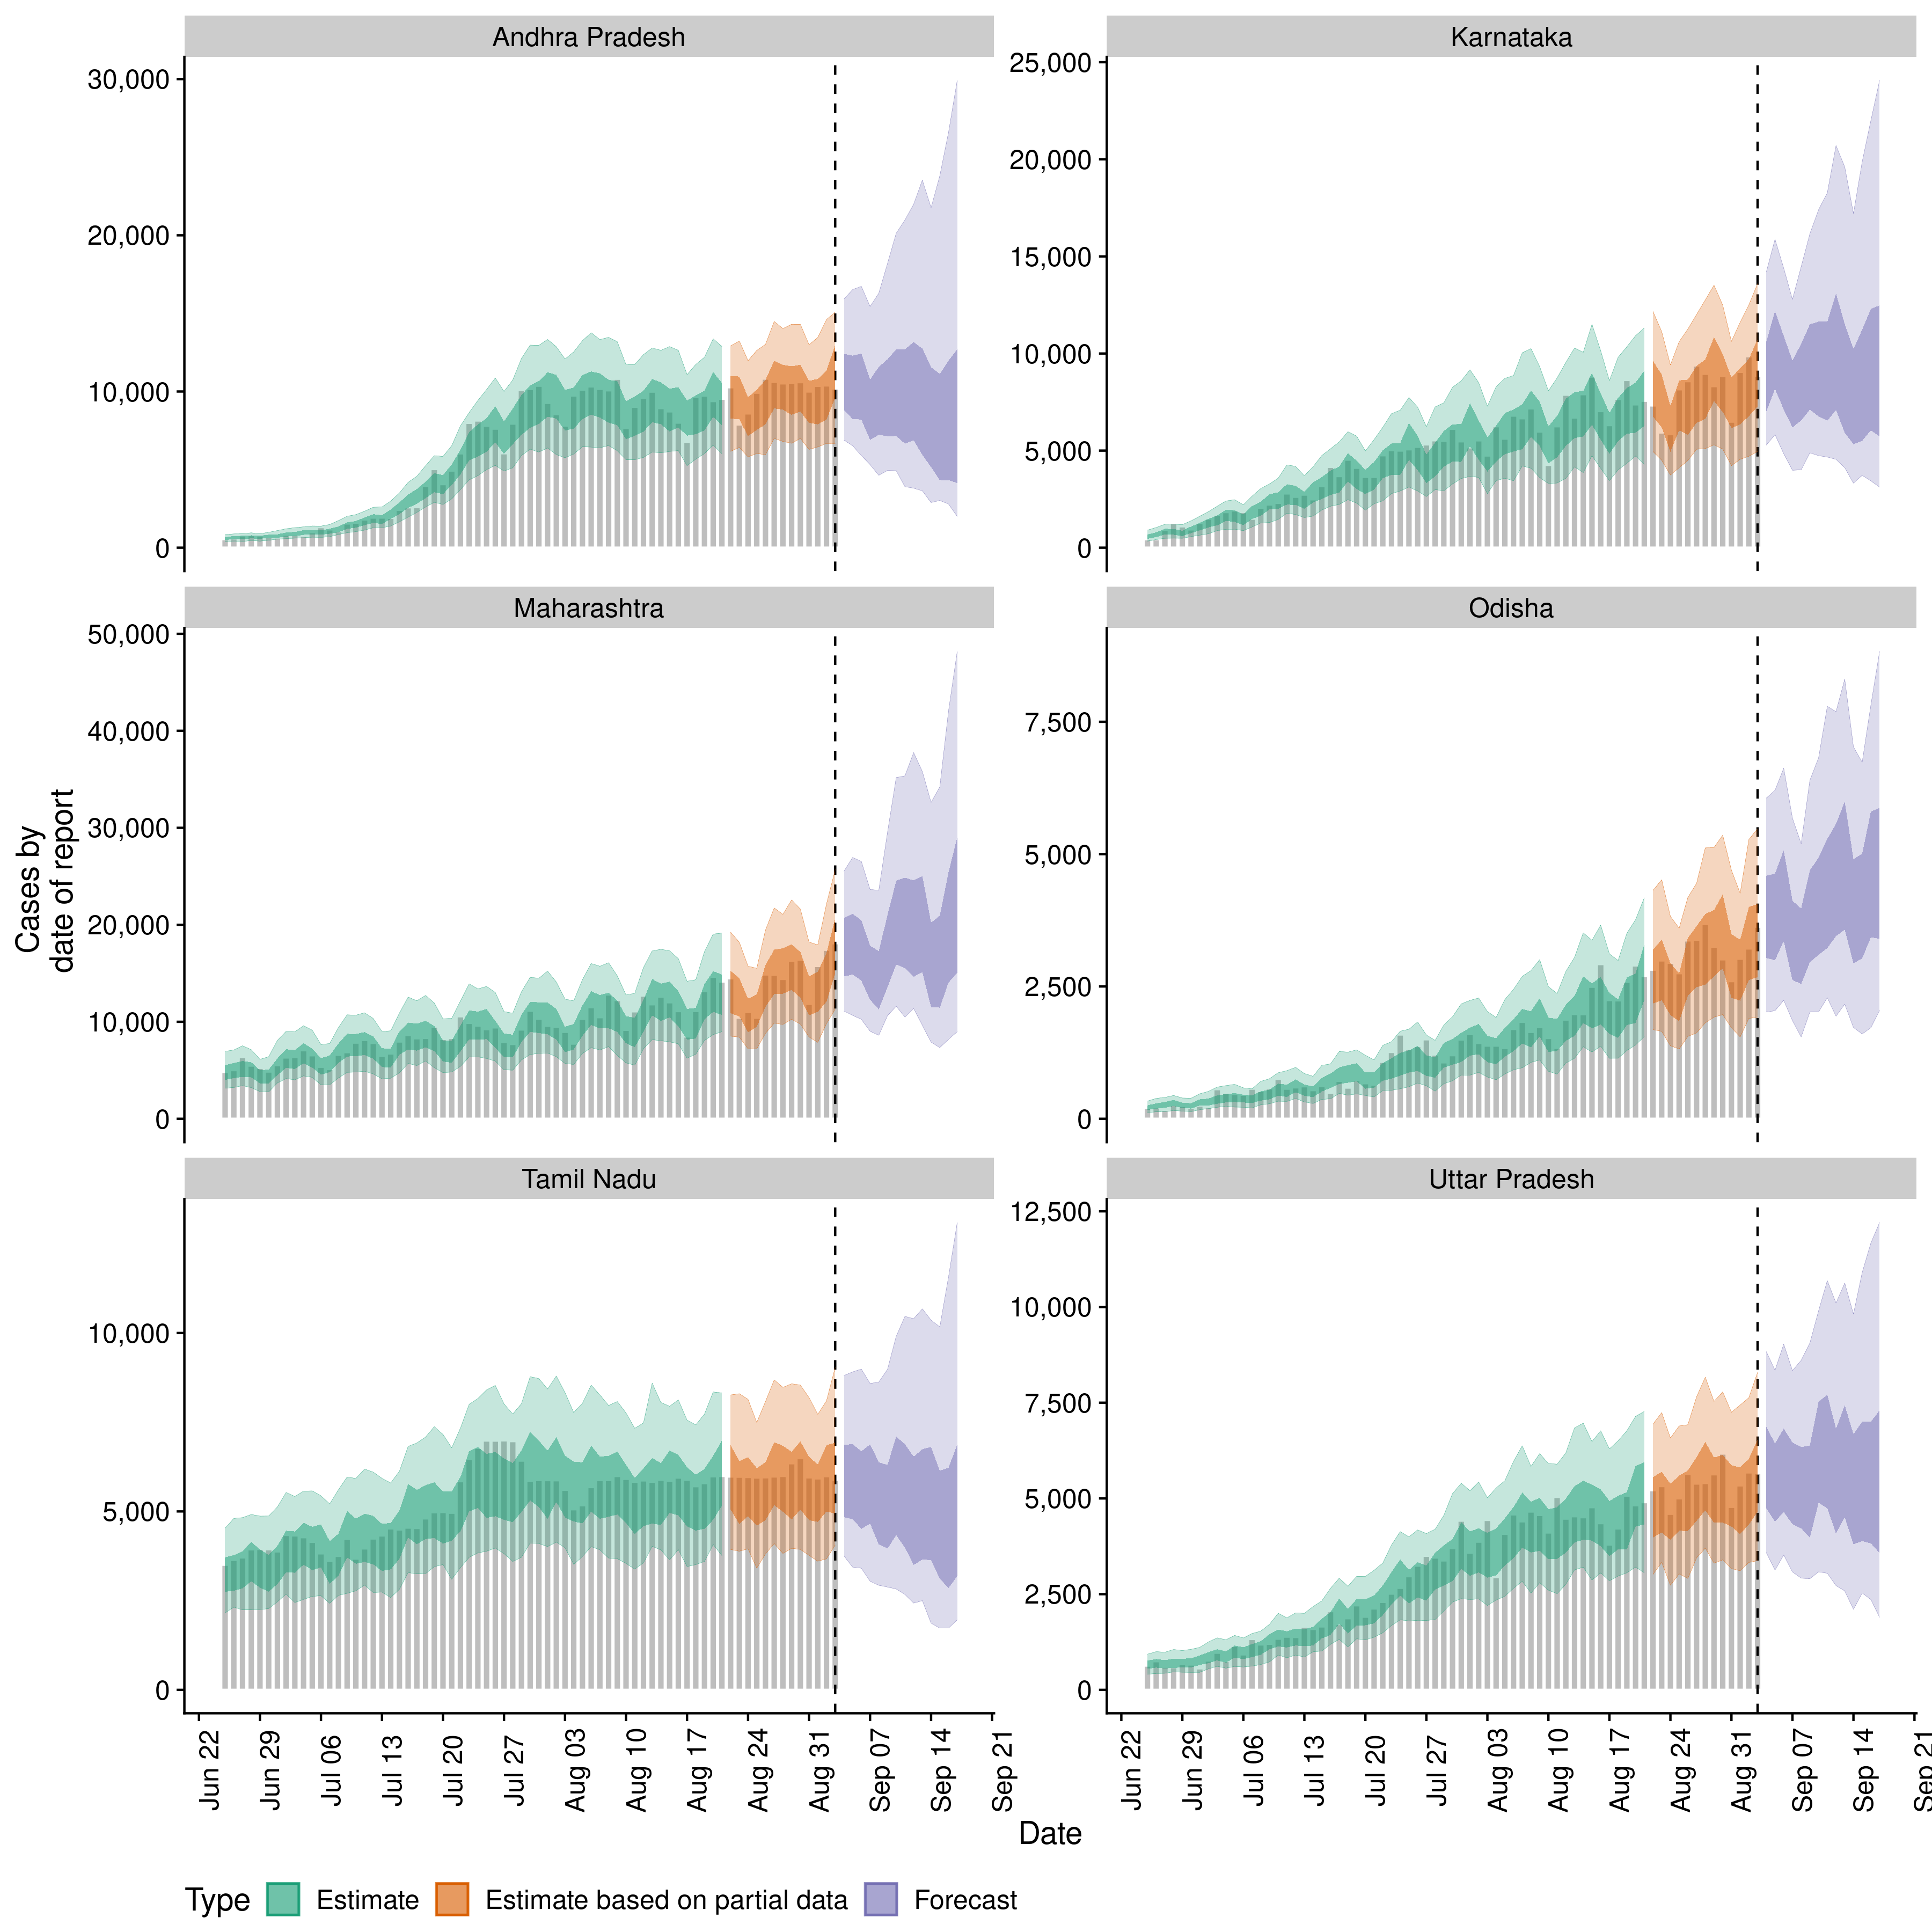 Andhra Pradesh
Karnataka
30,000
20,000
10,000
0
25,000
20,000
15,000
10,000
5,000
0
Maharashtra
Odisha
50,000
40,000
30,000
20,000
10,000
0
7,500
5,000
2,500
0
Tamil Nadu
Uttar Pradesh
10,000
5,000
0
12,500
10,000
7,500
5,000
2,500
0
Cases by
date of report
Jun 22
Jun 29
Jul 06
Jul 13
Jul 20
Jul 27
Aug 03
Aug 10
Aug 17
Aug 24
Aug 31
Sep 07
Sep 14
Sep 21
Jun 22
Jun 29
Jul 06
Jul 13
Jul 20
Jul 27
Aug 03
Aug 10
Aug 17
Aug 24
Aug 31
Sep 07
Sep 14
Sep 21
Date
Type Estimate Estimate based on partial data Forecast